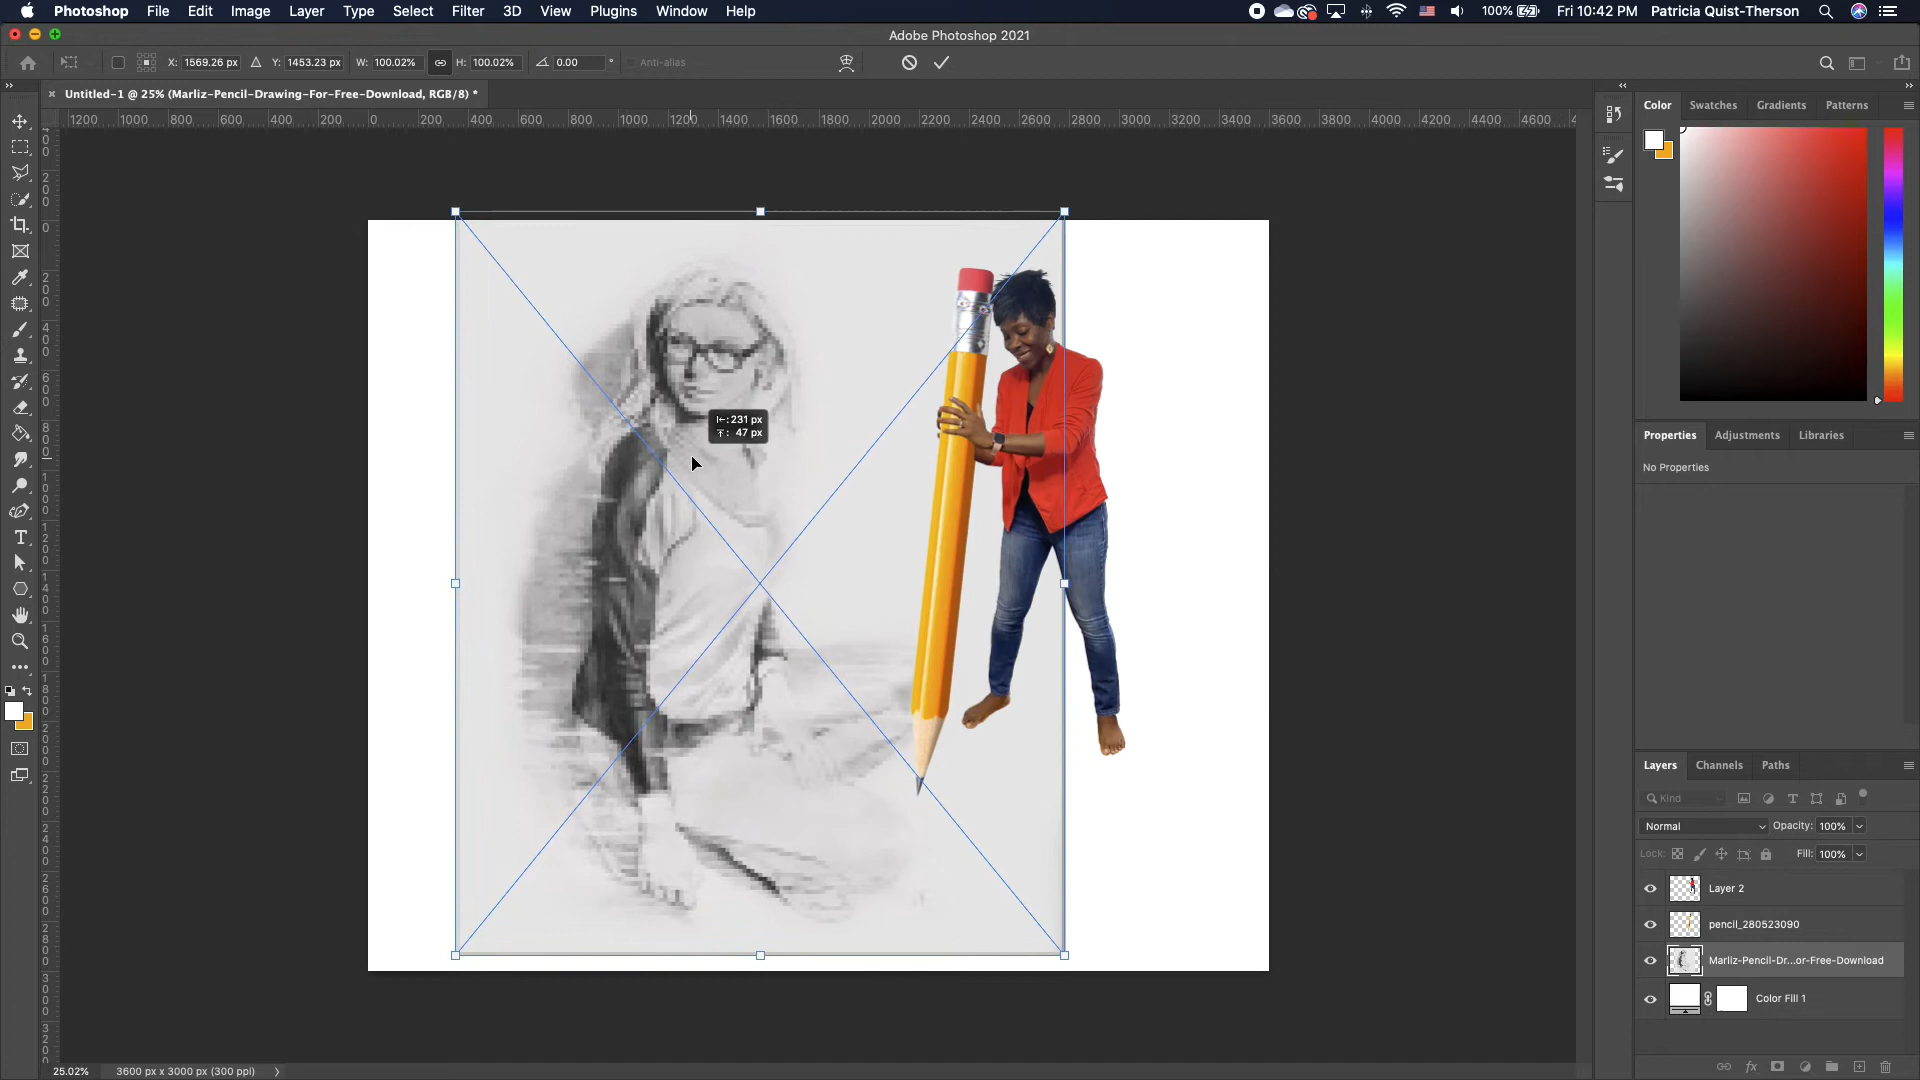 Photoshop File Edit Image Layer Type Select Filter 3D View Plugins Window Help 100% Fri 10:42 PM Patricia Quist-Therson
Adobe Photoshop 2021
X: 1569.26 px Y: 1453.23 px W: 100.02% H: 100.02% 0.00 ° Anti-alias
Untitled-1 @ 25% (Marliz-Pencil-Drawing-For-Free-Download, RGB/8) *
1200 1000 800 600 400 200 0 200 400 600 800 1000 1200 1400 1600 1800 2000 2200 2400 2600 2800 3000 3200 3400 3600 3800 4000 4200 4400 4600
Color Swatches Gradients Patterns
231 px
47 px
Properties Adjustments Libraries
No Properties
Layers Channels Paths
Kind
Normal Opacity: 100%
Lock: Fill: 100%
Layer 2
pencil_280523090
Marliz-Pencil-Dr...or-Free-Download
Color Fill 1
25.02% 3600 px x 3000 px (300 ppi)